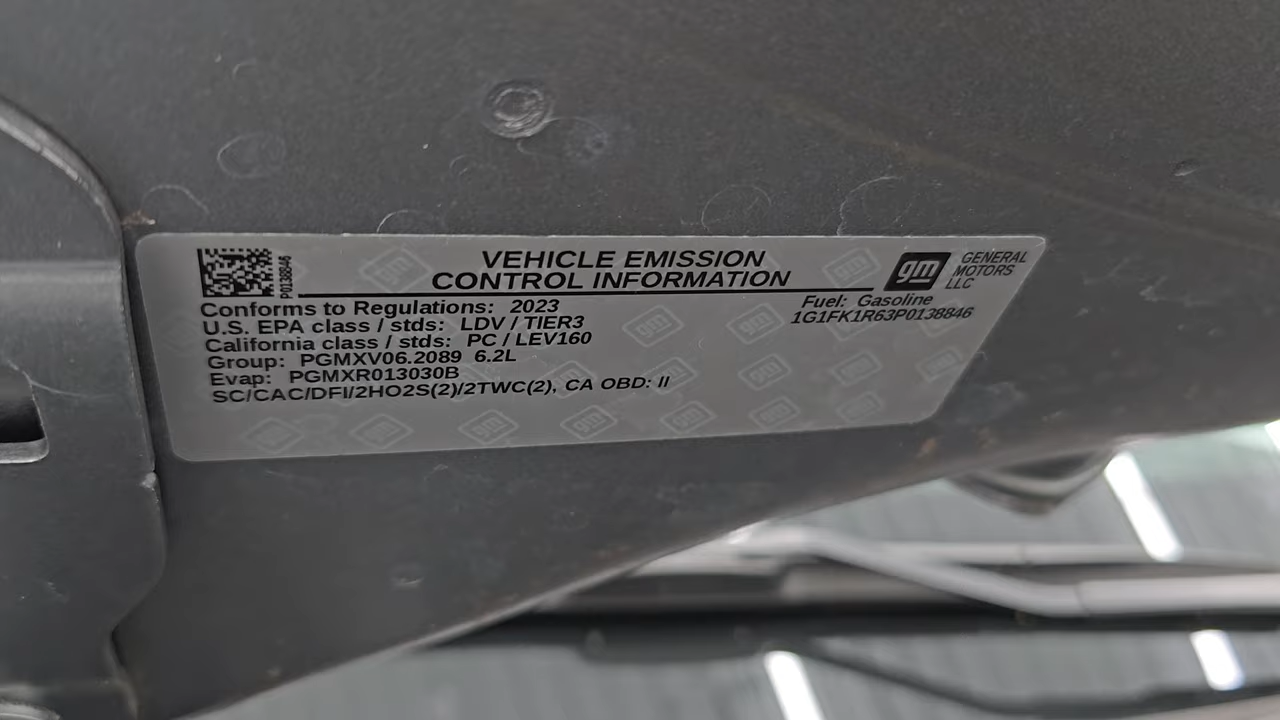 VEHICLE EMISSION
CONTROL INFORMATION
gm
GENERAL
MOTORS
LLC
P0138846
Conforms to Regulations: 2023
U.S. EPA class / stds: LDV / TIER3
California class / stds: PC / LEV160
Group: PGMXV06.2089 6.2L
Evap: PGMXR013030B
SC/CAC/DFI/2HO2S(2)/2TWC(2), CA OBD: II
Fuel: Gasoline
1G1FK1R63P0138846